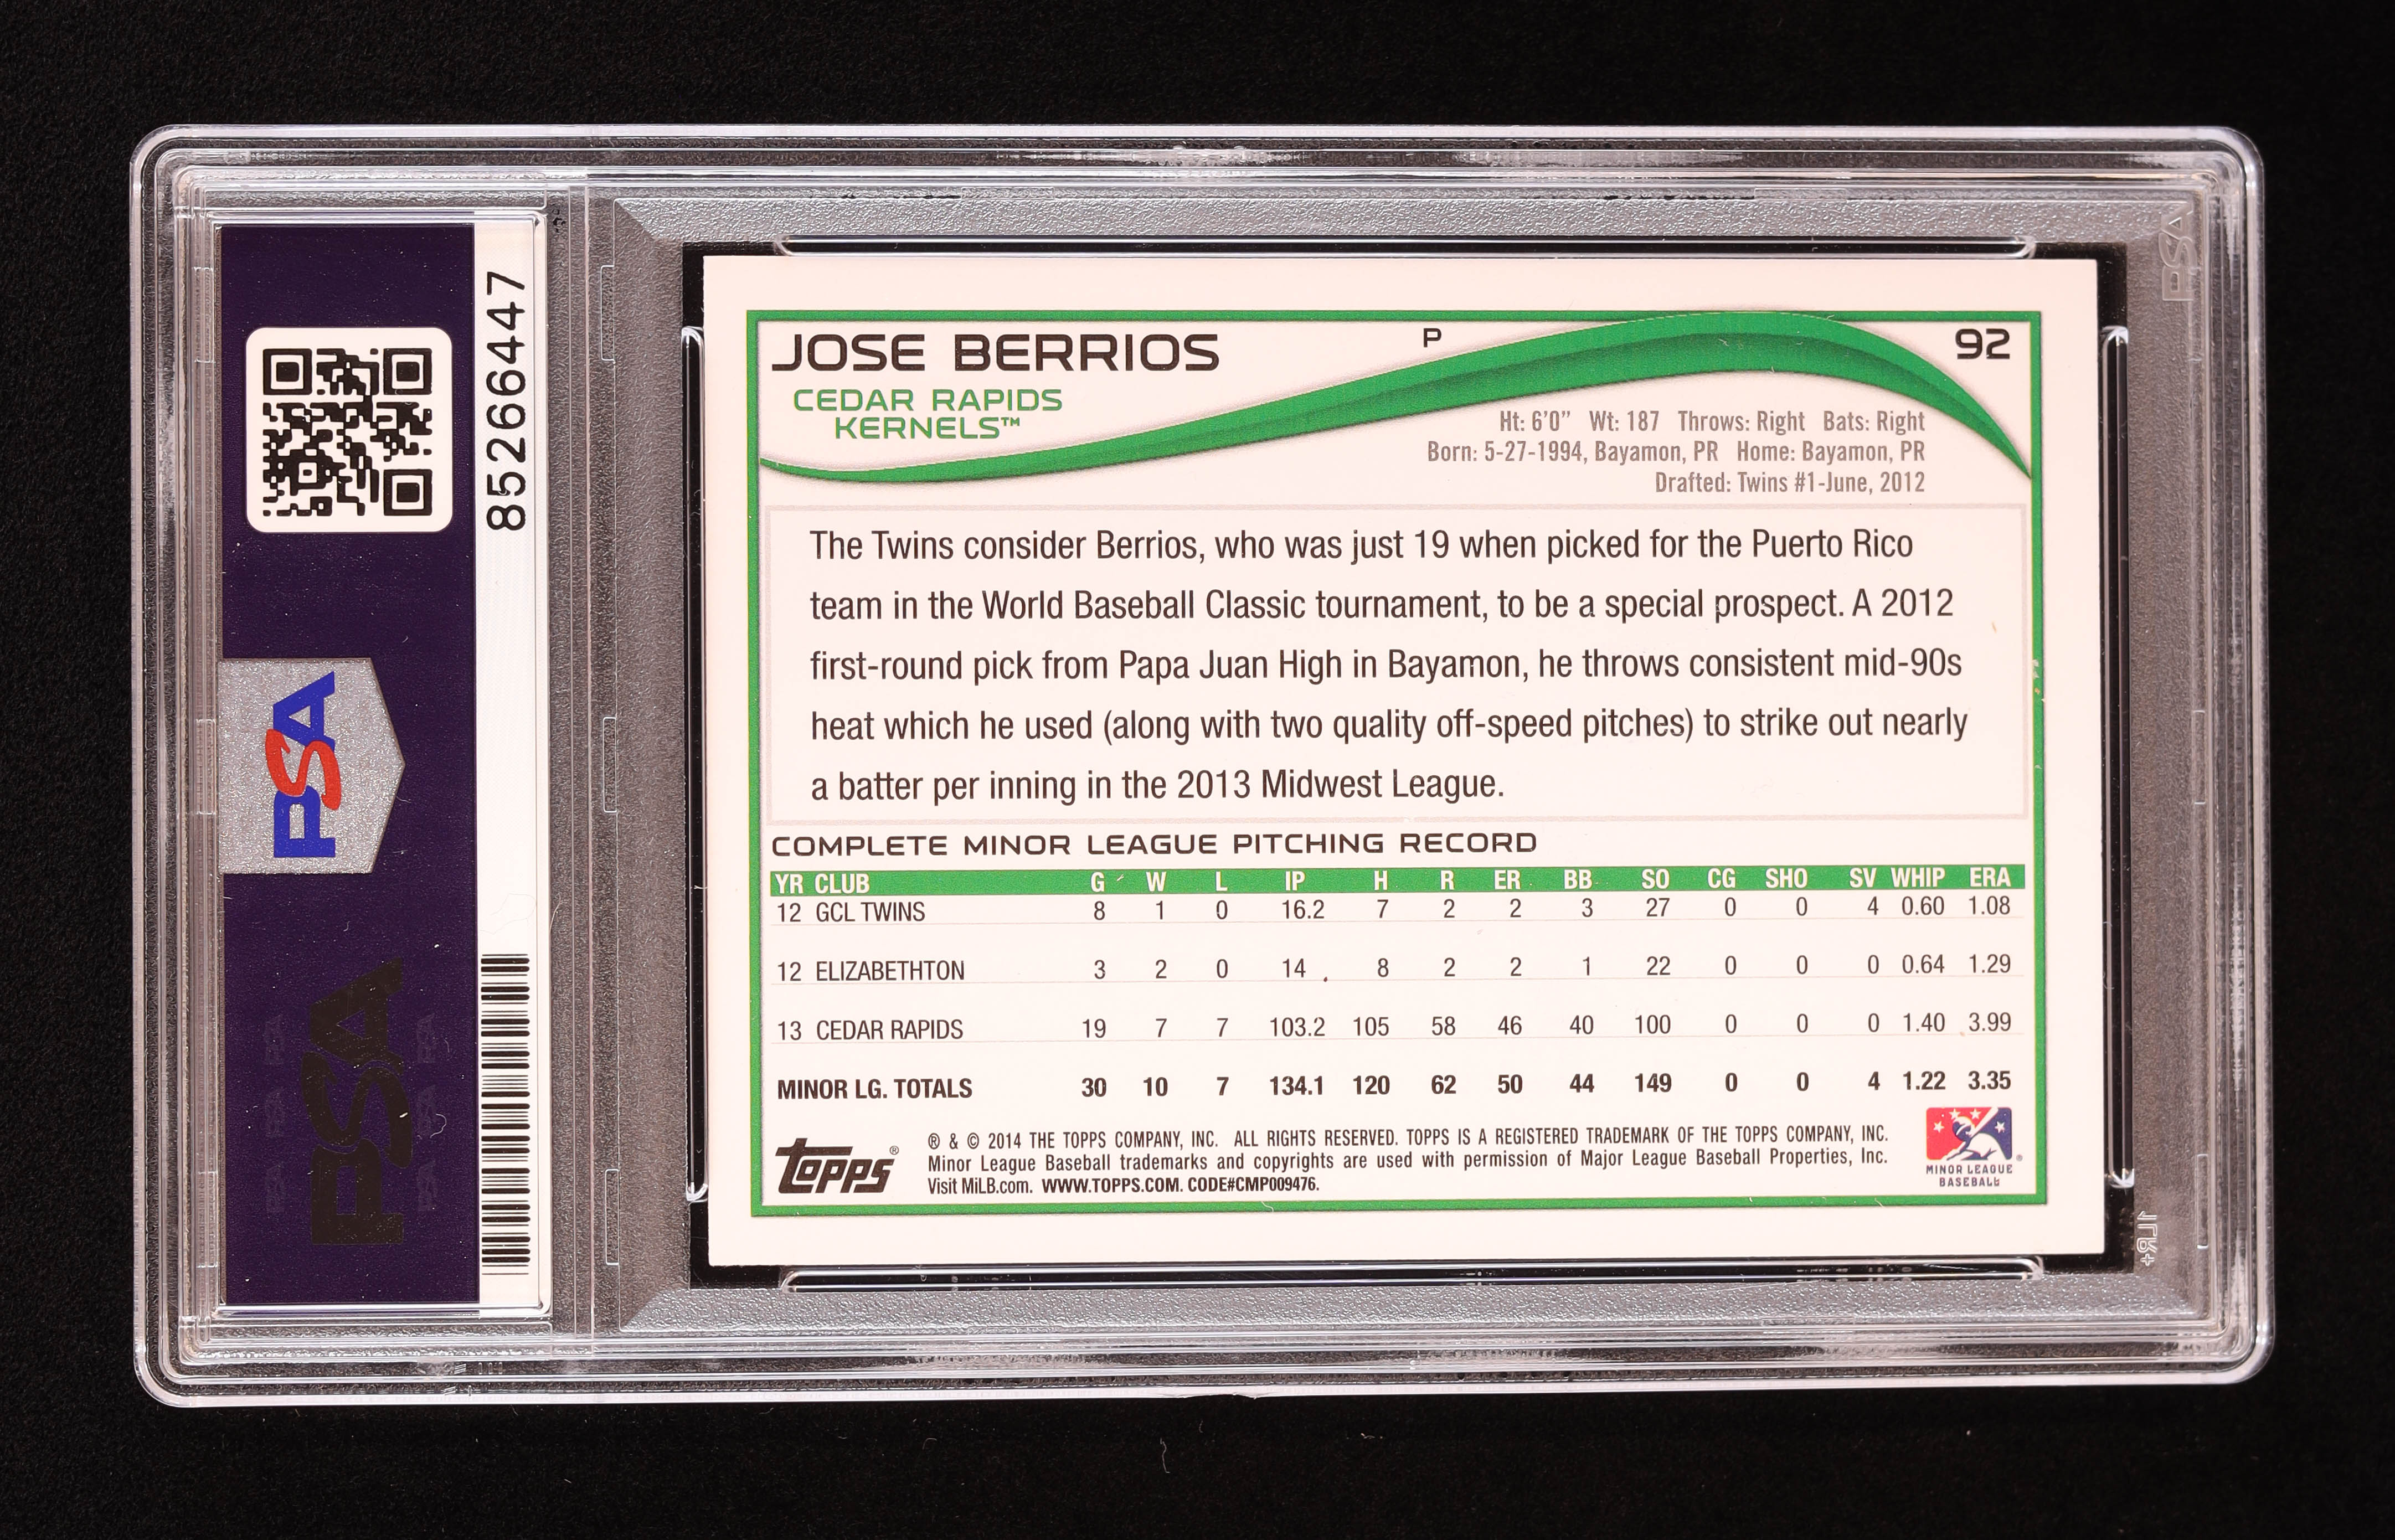 85266447
PSA
PSA
PSA
JOSE BERRIOS P 92
CEDAR RAPIDS
KERNELS™
Ht: 6'0" Wt: 187 Throws: Right Bats: Right
Born: 5-27-1994, Bayamon, PR Home: Bayamon, PR
Drafted: Twins #1-June, 2012
The Twins consider Berrios, who was just 19 when picked for the Puerto Rico
team in the World Baseball Classic tournament, to be a special prospect. A 2012
first-round pick from Papa Juan High in Bayamon, he throws consistent mid-90s
heat which he used (along with two quality off-speed pitches) to strike out nearly
a batter per inning in the 2013 Midwest League.
COMPLETE MINOR LEAGUE PITCHING RECORD
YR CLUB G W L IP H R ER BB SO CG SHO SV WHIP ERA
12 GCL TWINS 8 1 0 16.2 7 2 2 3 27 0 0 4 0.60 1.08
12 ELIZABETHTON 3 2 0 14 8 2 2 1 22 0 0 0 0.64 1.29
13 CEDAR RAPIDS 19 7 7 103.2 105 58 46 40 100 0 0 0 1.40 3.99
MINOR LG. TOTALS 30 10 7 134.1 120 62 50 44 149 0 0 4 1.22 3.35
TOPPS®
® & © 2014 THE TOPPS COMPANY, INC. ALL RIGHTS RESERVED. TOPPS IS A REGISTERED TRADEMARK OF THE TOPPS COMPANY, INC.
Minor League Baseball trademarks and copyrights are used with permission of Major League Baseball Properties, Inc.
Visit MiLB.com. WWW.TOPPS.COM. CODE#CMP009476.
MINOR LEAGUE
BASEBALL®